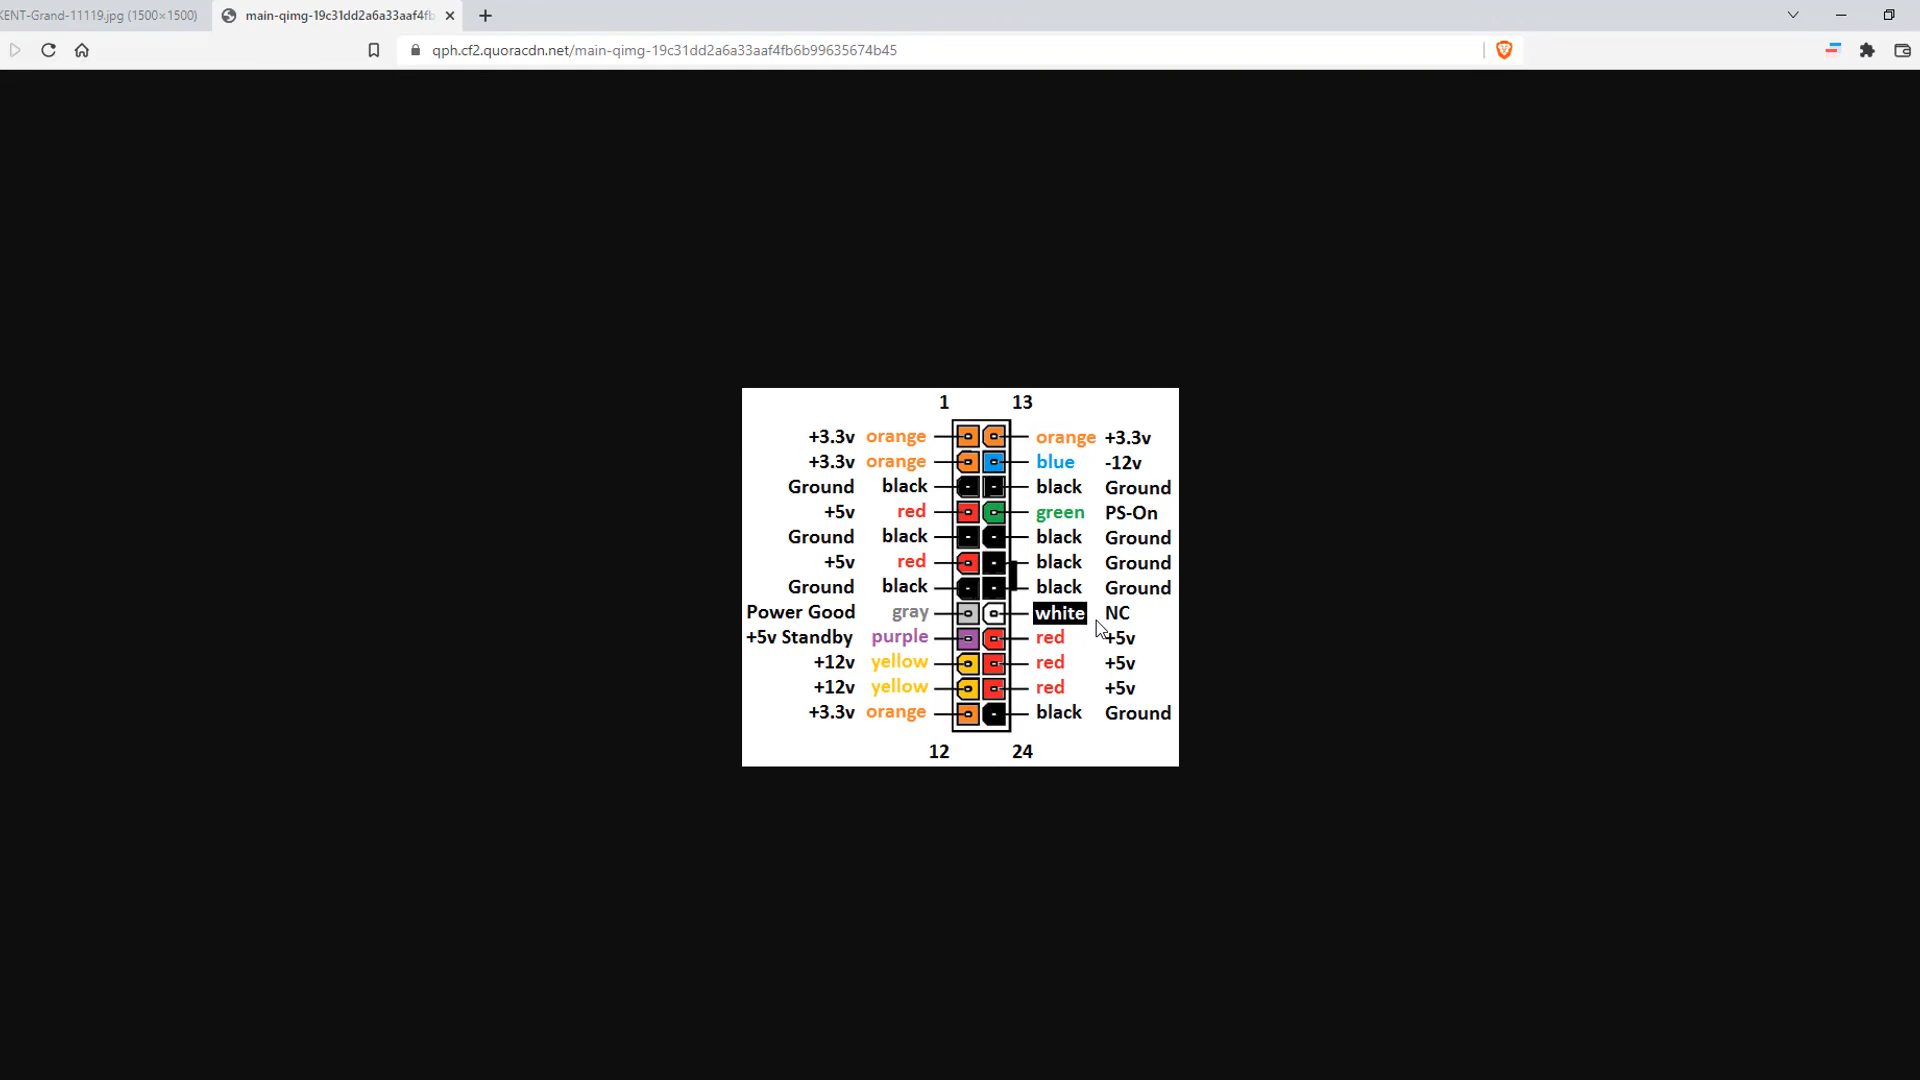 KENT-Grand-11119.jpg (1500×1500)
main-qimg-19c31dd2a6a33aaf4fb
qph.cf2.quoracdn.net/main-qimg-19c31dd2a6a33aaf4fb6b99635674b45
1 13
+3.3v orange orange +3.3v
+3.3v orange blue -12v
Ground black black Ground
+5v red green PS-On
Ground black black Ground
+5v red black Ground
Ground black black Ground
Power Good gray white NC
+5v Standby purple red +5v
+12v yellow red +5v
+12v yellow red +5v
+3.3v orange black Ground
12 24